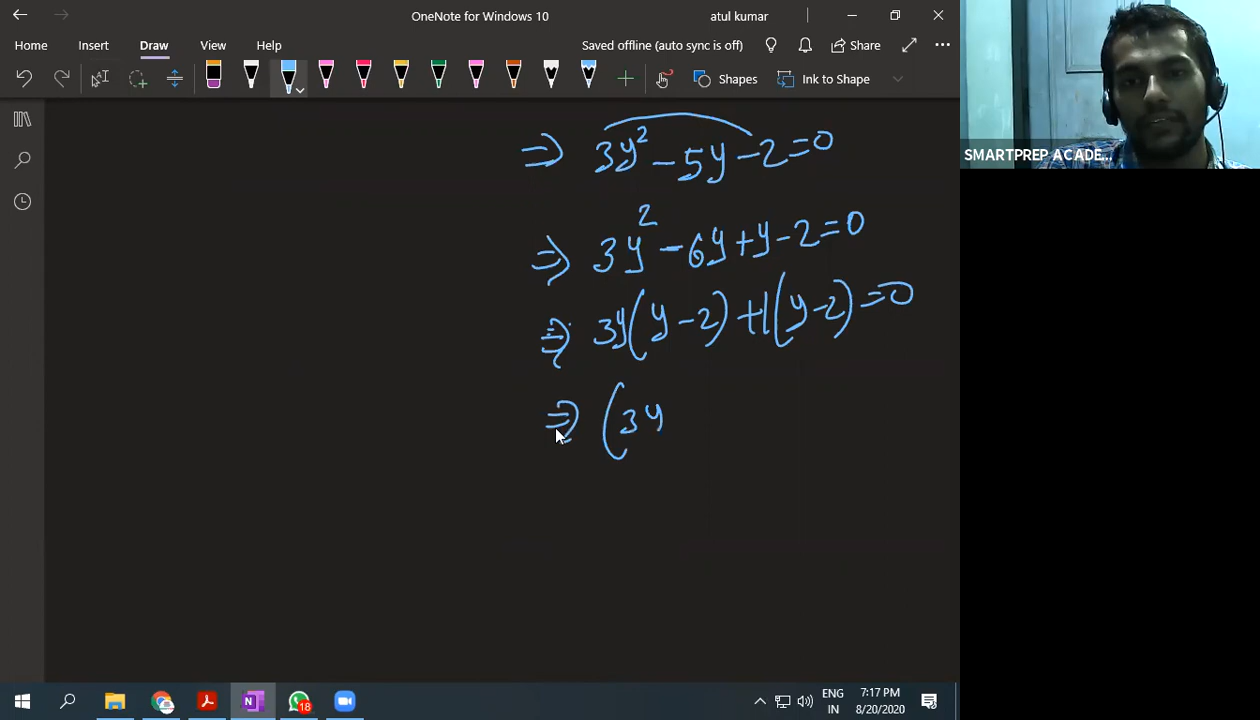 OneNote for Windows 10
atul kumar
Home Insert Draw View Help
Saved offline (auto sync is off)
Share
Shapes
Ink to Shape
SMARTPREP ACADE...
⇒ 3y² - 5y - 2 = 0
⇒ 3y² - 6y + y - 2 = 0
⇒ 3y(y - 2) + 1(y - 2) = 0
⇒ (3y
N
18
ENG
IN
7:17 PM
8/20/2020